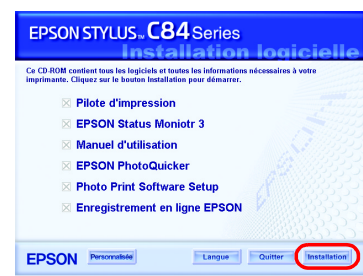 EPSON STYLUS™ C84 Series
Installation logicielle
Ce CD-ROM contient tous les logiciels et toutes les informations nécessaires à votre
imprimante. Cliquez sur le bouton Installation pour démarrer.
Pilote d'impression
EPSON Status Moniotr 3
Manuel d'utilisation
EPSON PhotoQuicker
Photo Print Software Setup
Enregistrement en ligne EPSON
EPSON Personnalisée Langue Quitter Installation